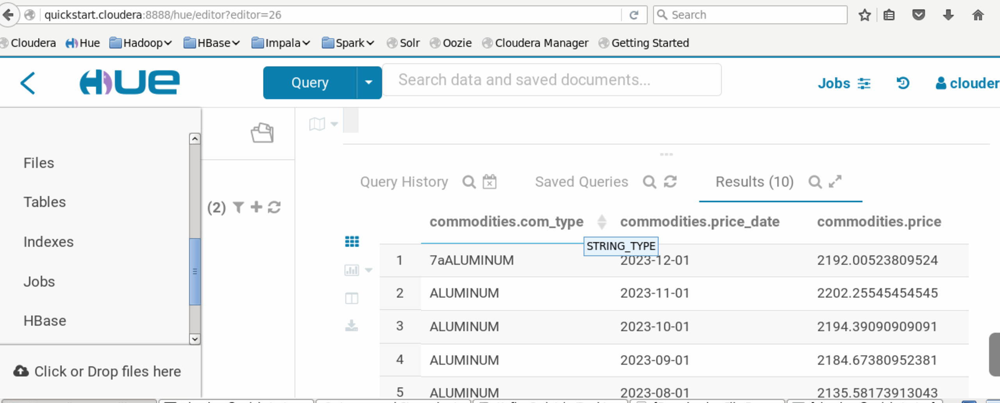 quickstart.cloudera:8888/hue/editor?editor=26
Search
Cloudera Hue Hadoop HBase Impala Spark Solr Oozie Cloudera Manager Getting Started
HUE Query Search data and saved documents... Jobs clouder
Files
Tables
Indexes
Jobs
HBase
Click or Drop files here
(2)
Query History Saved Queries Results (10)
commodities.com_type commodities.price_date commodities.price
STRING_TYPE
1 7aALUMINUM 2023-12-01 2192.00523809524
2 ALUMINUM 2023-11-01 2202.25545454545
3 ALUMINUM 2023-10-01 2194.39090909091
4 ALUMINUM 2023-09-01 2184.67380952381
5 ALUMINUM 2023-08-01 2135.58173913043